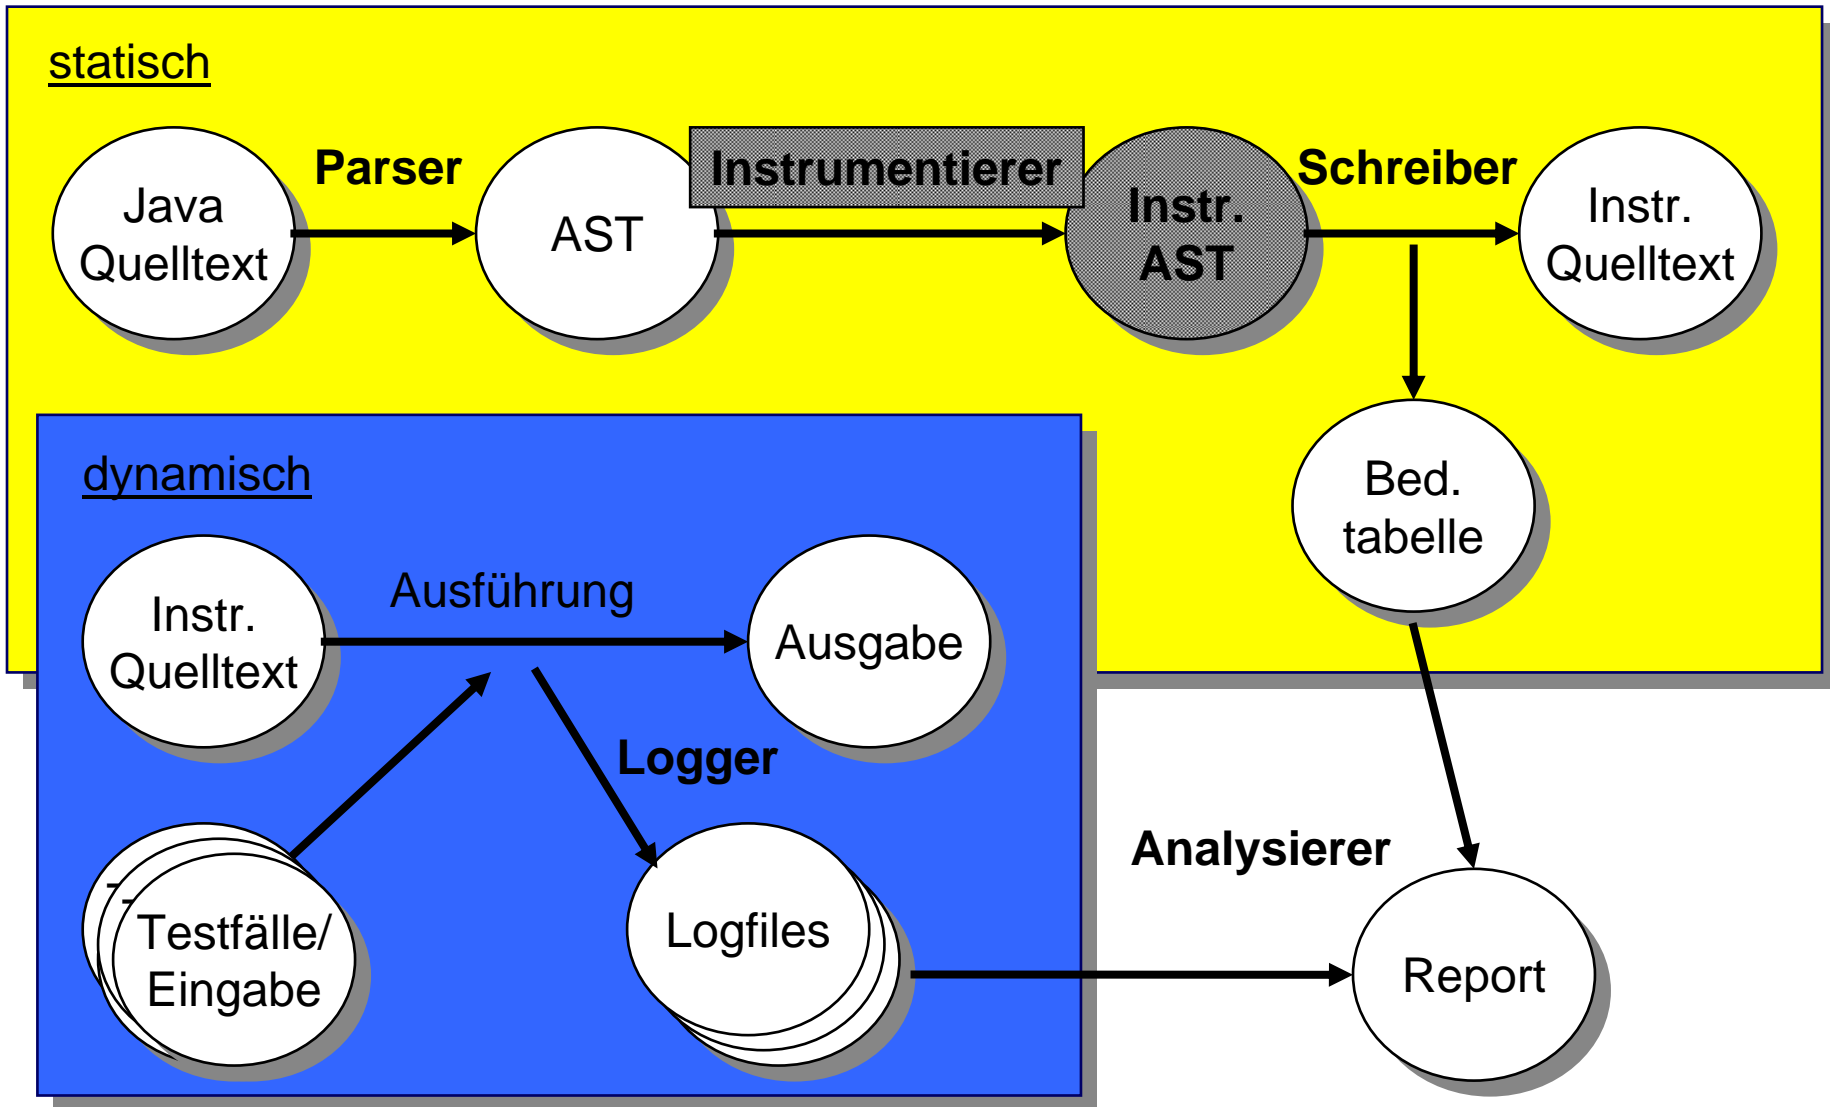 statisch
Parser
Instrumentierer
Schreiber
Java
Quelltext
AST
Instr.
AST
Instr.
Quelltext
Bed.
tabelle
dynamisch
Ausführung
Instr.
Quelltext
Ausgabe
Logger
Testfälle/
Eingabe
Logfiles
Analysierer
Report